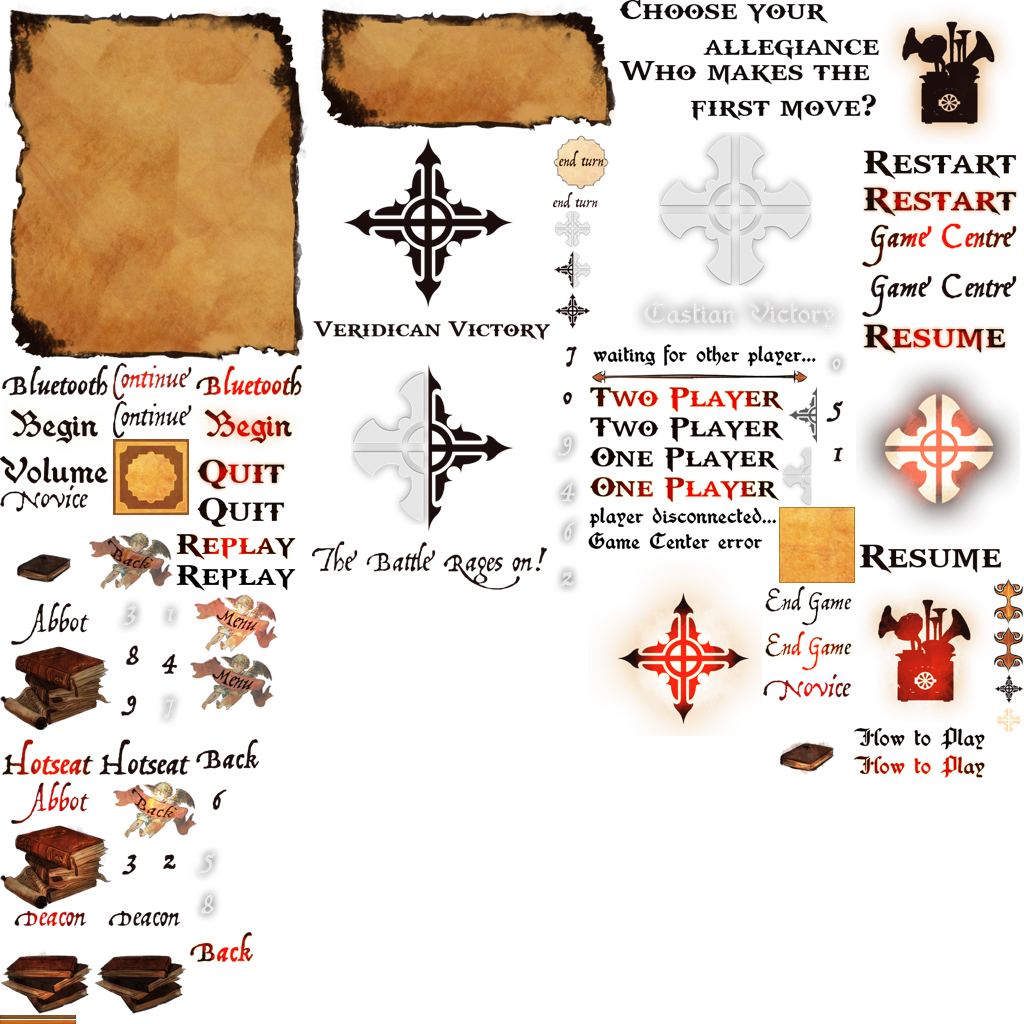 Choose your
allegiance
Who makes the
first move?
end turn
end turn
Restart
Restart
Game Centre
Game Centre
Resume
Veridican Victory
Castian Victory
7
waiting for other player...
0
Bluetooth
Continue
Bluetooth
0
Two Player
5
Begin
Continue
Begin
Two Player
9
One Player
1
Volume
Quit
4
One Player
Novice
Quit
6
player disconnected...
Game Center error
Back
Replay
The Battle Rages on!
Resume
Replay
2
Abbot
3
1
Menu
End Game
8
4
Menu
End Game
9
7
Novice
Hotseat
Hotseat
Back
How to Play
How to Play
Abbot
Back
6
3
2
5
Deacon
Deacon
8
Back